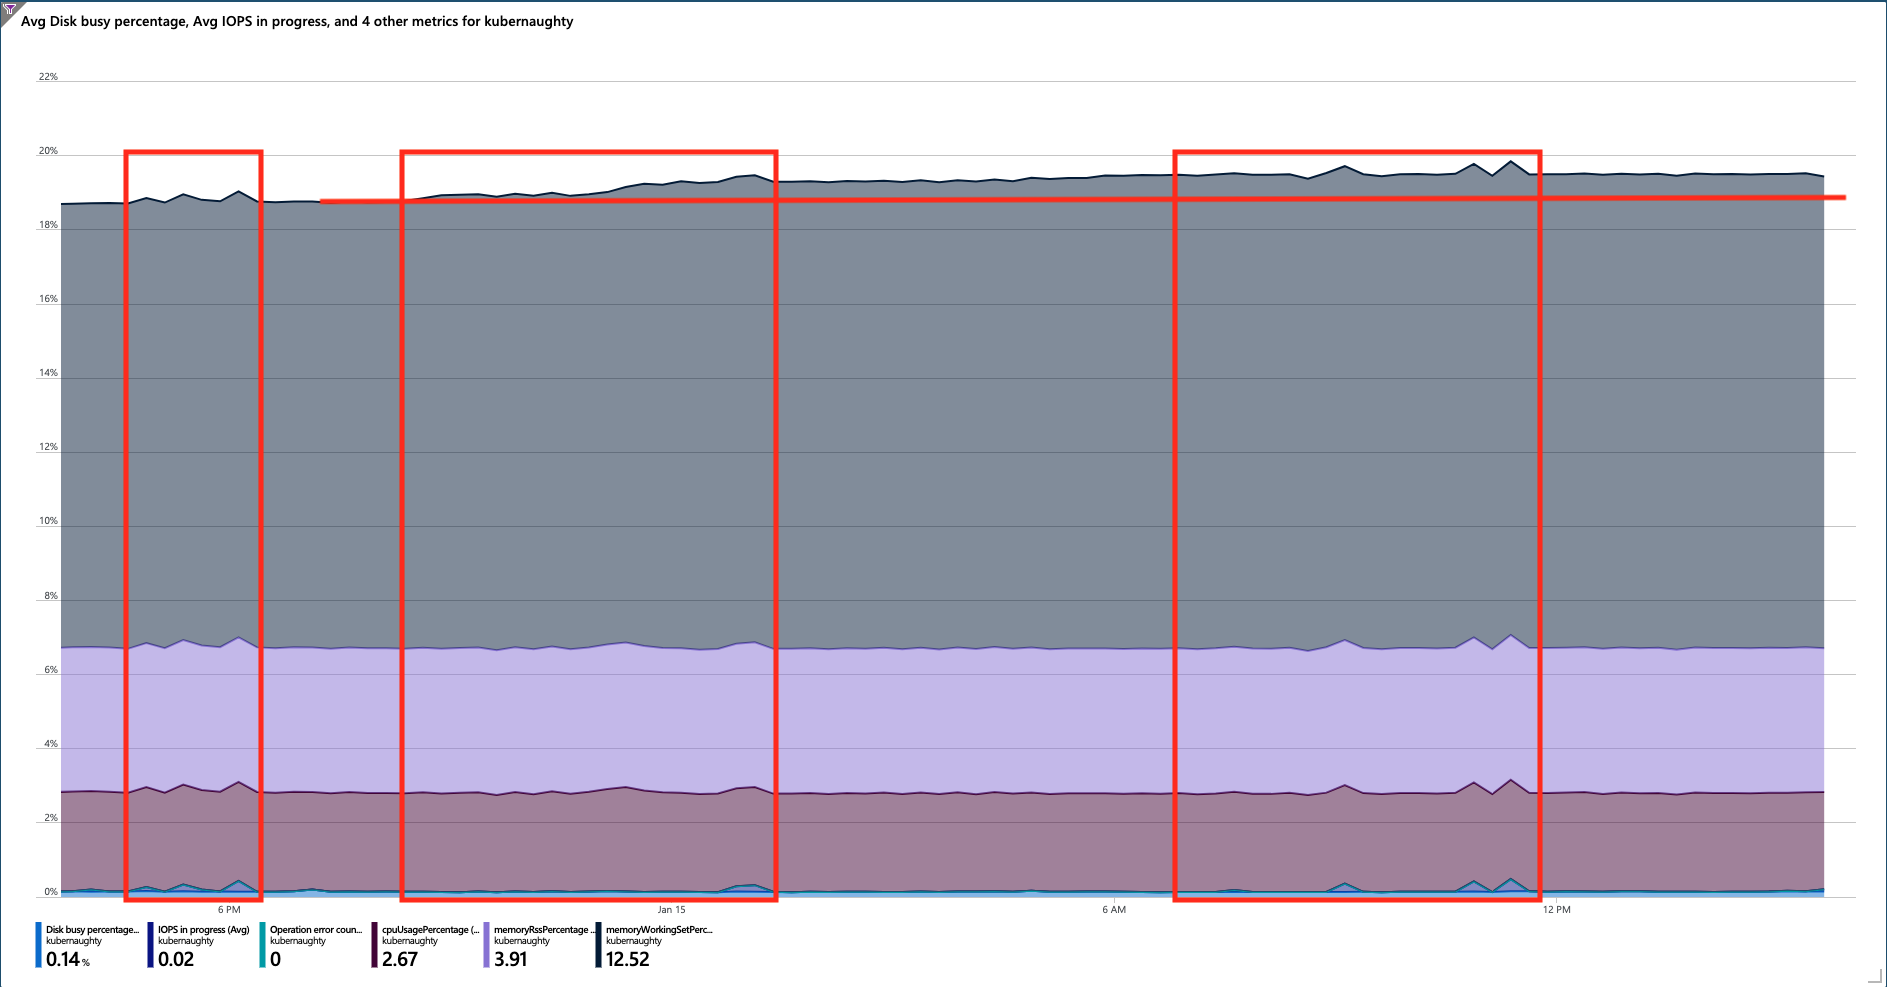 Avg Disk busy percentage, Avg IOPS in progress, and 4 other metrics for kubernaughty
22%
20%
18%
16%
14%
12%
10%
8%
6%
4%
2%
0%
6 PM Jan 15 6 AM 12 PM
Disk busy percentage... IOPS in progress (Avg) Operation error coun... cpuUsagePercentage (... memoryRssPercentage ... memoryWorkingSetPerc...
kubernaughty kubernaughty kubernaughty kubernaughty kubernaughty kubernaughty
0.14 % 0.02 0 2.67 3.91 12.52